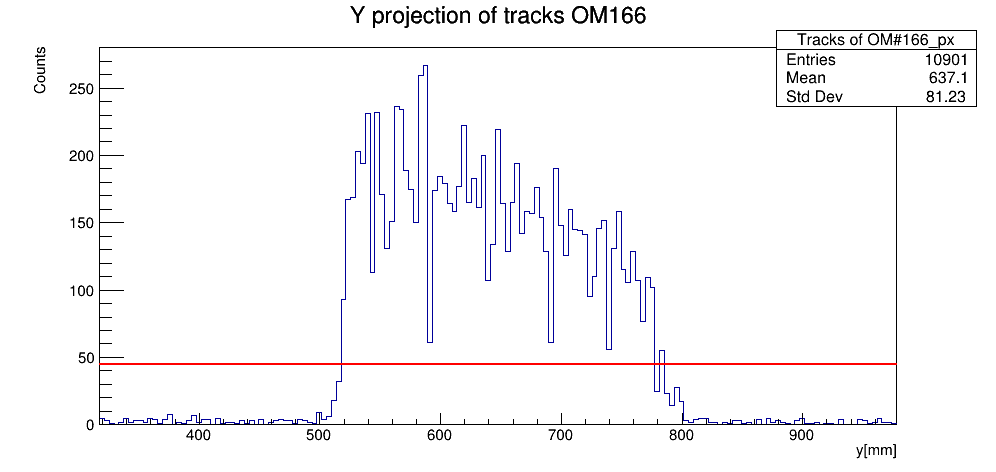 Y projection of tracks OM166
Tracks of OM#166_px
Entries 10901
Mean 637.1
Std Dev 81.23
Counts
250
200
150
100
50
0
400 500 600 700 800 900
y[mm]